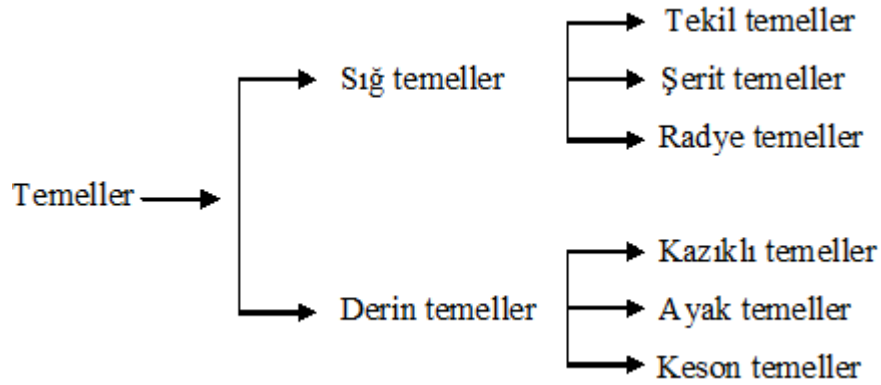 Temeller
Sığ temeller
Tekil temeller
Şerit temeller
Radye temeller
Derin temeller
Kazıklı temeller
Ayak temeller
Keson temeller